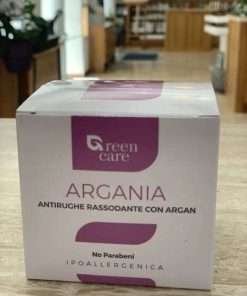 Green
care
ARGANIA
ANTIRUGHE RASSODANTE CON ARGAN
No Parabeni
IPOALLERGENICA